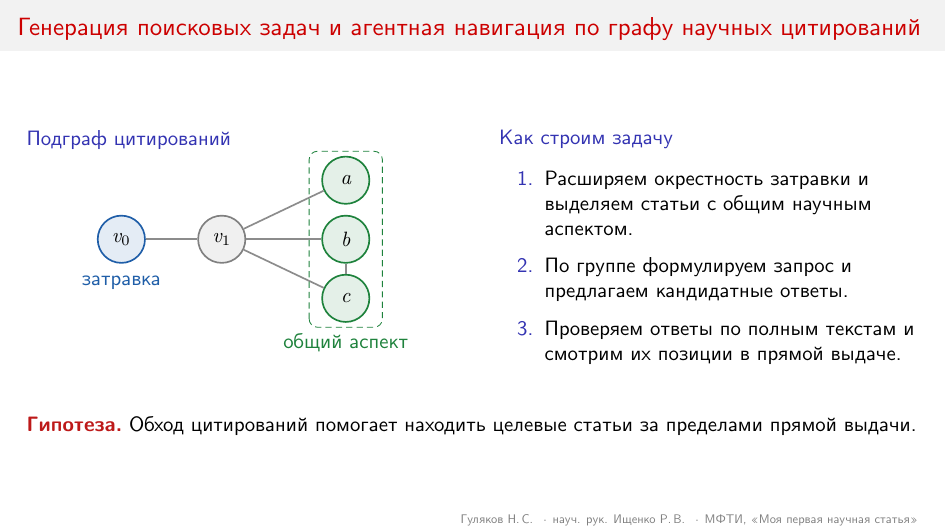 Генерация поисковых задач и агентная навигация по графу научных цитирований
Подграф цитирований
v0
v1
a
b
c
затравка
общий аспект
Как строим задачу
1. Расширяем окрестность затравки и
выделяем статьи с общим научным
аспектом.
2. По группе формулируем запрос и
предлагаем кандидатные ответы.
3. Проверяем ответы по полным текстам и
смотрим их позиции в прямой выдаче.
Гипотеза. Обход цитирований помогает находить целевые статьи за пределами прямой выдачи.
Гуляков Н. С. · науч. рук. Ищенко Р. В. · МФТИ, «Моя первая научная статья»